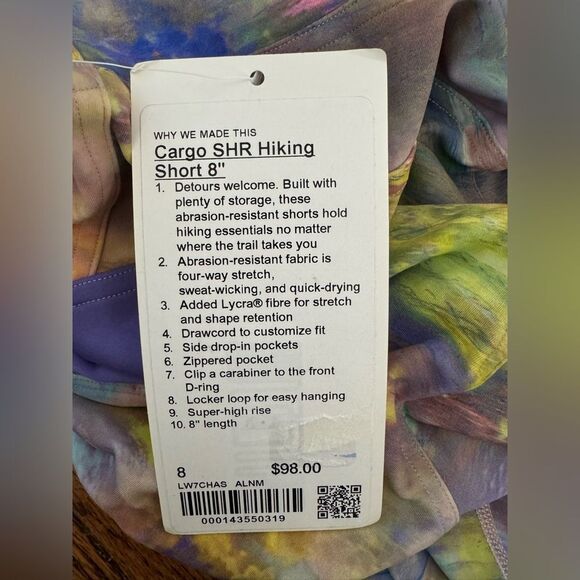 WHY WE MADE THIS
Cargo SHR Hiking
Short 8"
1. Detours welcome. Built with
plenty of storage, these
abrasion-resistant shorts hold
hiking essentials no matter
where the trail takes you
2. Abrasion-resistant fabric is
four-way stretch,
sweat-wicking, and quick-drying
3. Added Lycra® fibre for stretch
and shape retention
4. Drawcord to customize fit
5. Side drop-in pockets
6. Zippered pocket
7. Clip a carabiner to the front
D-ring
8. Locker loop for easy hanging
9. Super-high rise
10. 8" length
8 $98.00
LW7CHAS ALNM
000143550319